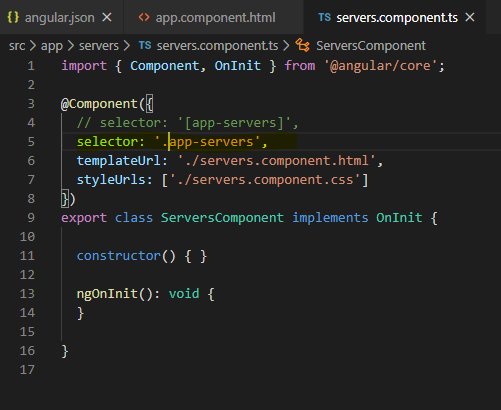 {} angular.json × <> app.component.html TS servers.component.ts ×
src > app > servers > TS servers.component.ts > ServersComponent
1 import { Component, OnInit } from '@angular/core';
2
3 @Component({
4 // selector: '[app-servers]',
5 selector: '.app-servers',
6 templateUrl: './servers.component.html',
7 styleUrls: ['./servers.component.css']
8 })
9 export class ServersComponent implements OnInit {
10
11 constructor() { }
12
13 ngOnInit(): void {
14 }
15
16 }
17